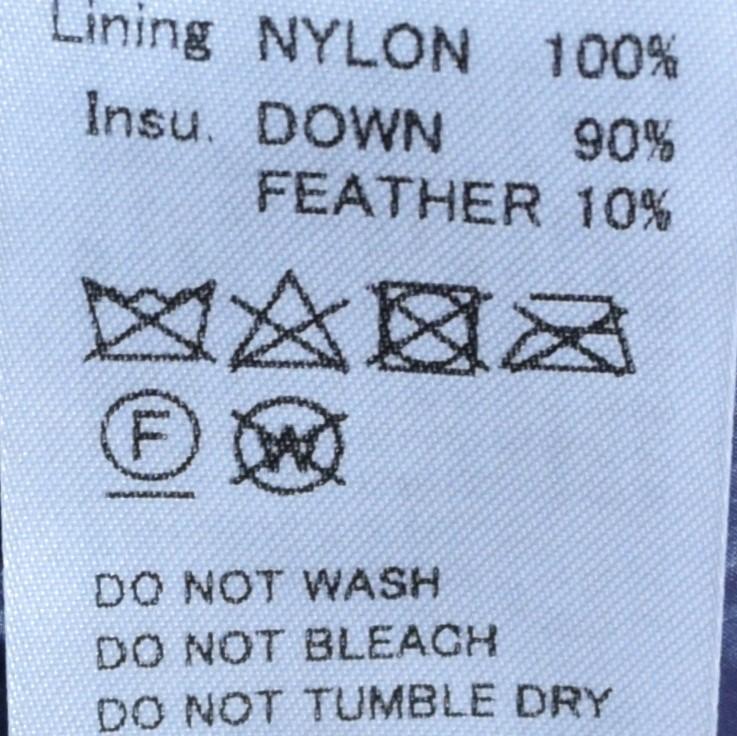 Lining NYLON 100%
Insu. DOWN 90%
FEATHER 10%
F W
DO NOT WASH
DO NOT BLEACH
DO NOT TUMBLE DRY